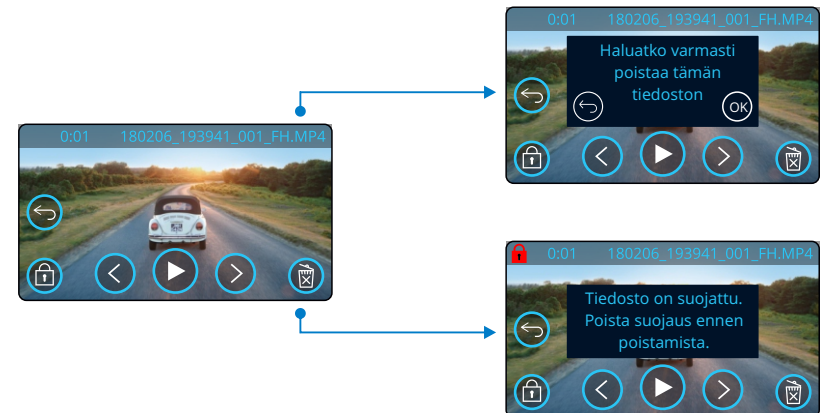 0:01 180206_193941_001_FH.MP4
Haluatko varmasti
poistaa tämän
tiedoston
OK
0:01 180206_193941_001_FH.MP4
0:01 180206_193941_001_FH.MP4
Tiedosto on suojattu.
Poista suojaus ennen
poistamista.